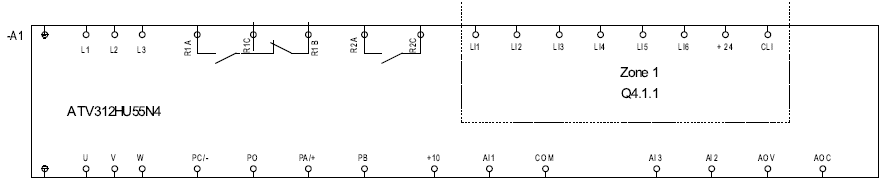 -A1
L1 L2 L3 R1A R1C R1B R2A R2C LI1 LI2 LI3 LI4 LI5 LI6 +24 CLI
Zone 1
Q4.1.1
ATV312HU55N4
U V W PC/- PO PA/+ PB +10 AI1 COM AI3 AI2 AOV AOC